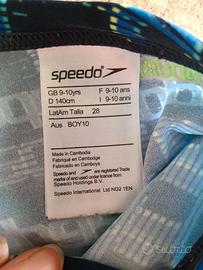 speedo
GB 9-10yrs F 9-10 ans
D 140cm I 9-10 anni
LatAm Talla 28
Aus BOY10
Made in Cambodia
Fabriqué en Cambodge
Fabricado en Camboya
Speedo and are registered Trade
marks of and used under licence from
Speedo Holdings B.V.
Speedo International Ltd NG2 1EN
subito